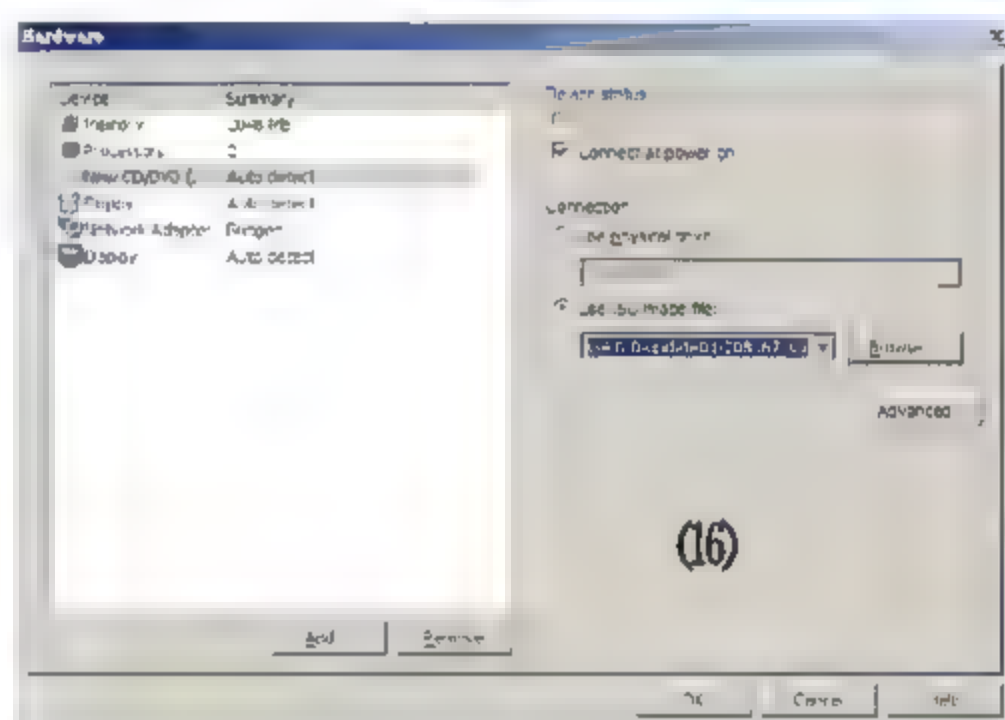 Hardware
Device Summary
Memory
Processors 2
New CD/DVD (... Auto detect
Auto detect
Network Adapter Bridged
Display Auto detect
Add Remove
Device status
Connect at power on
Connection
Use physical drive
Use ISO image file:
Browse
Advanced
(16)
OK Cancel Help